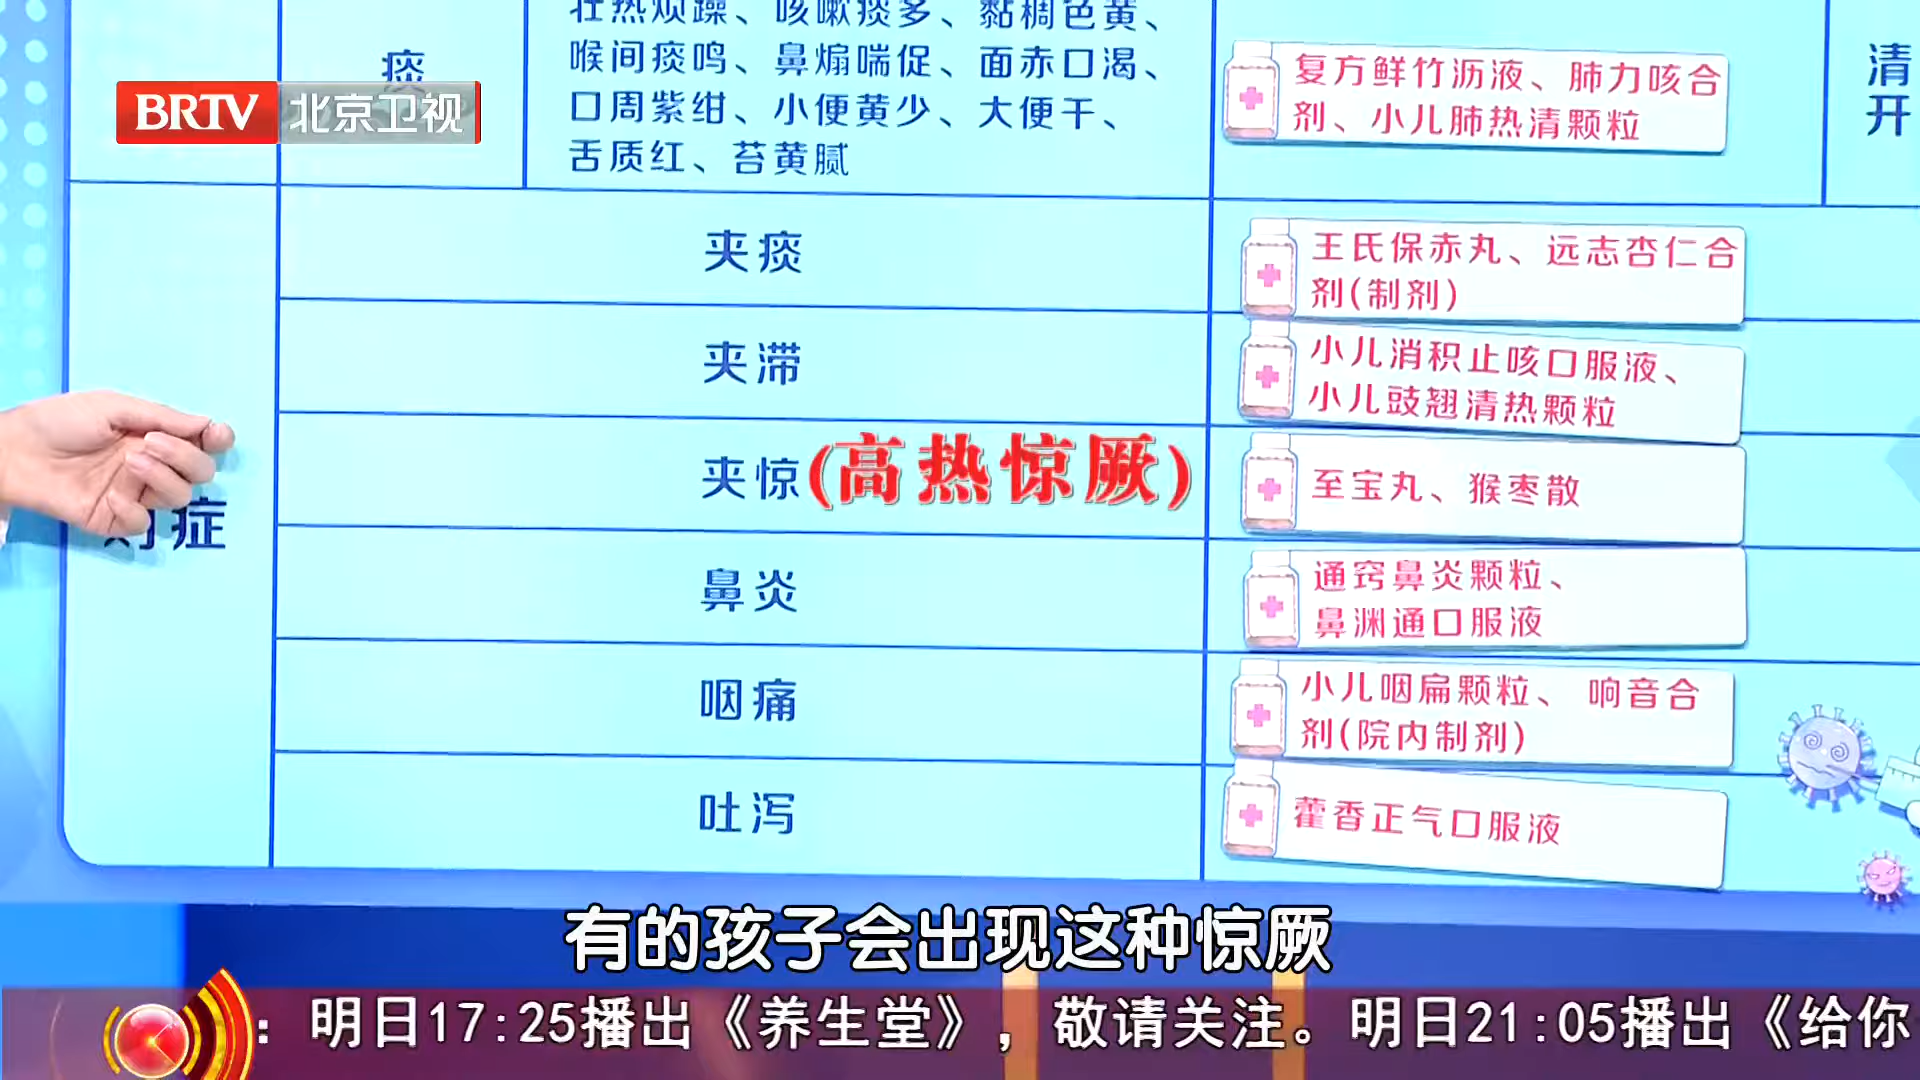 壮热烦躁、咳嗽痰多、黏稠色黄、
喉间痰鸣、鼻煽喘促、面赤口渴、
口周紫绀、小便黄少、大便干、
舌质红、苔黄腻
痰
复方鲜竹沥液、肺力咳合
剂、小儿肺热清颗粒
清
开
BRTV 北京卫视
夹痰
王氏保赤丸、远志杏仁合
剂(制剂)
夹滞
小儿消积止咳口服液、
小儿豉翘清热颗粒
夹惊(高热惊厥)
至宝丸、猴枣散
症
鼻炎
通窍鼻炎颗粒、
鼻渊通口服液
咽痛
小儿咽扁颗粒、 响音合
剂(院内制剂)
吐泻
藿香正气口服液
有的孩子会出现这种惊厥
：明日17:25播出《养生堂》，敬请关注。明日21:05播出《给你